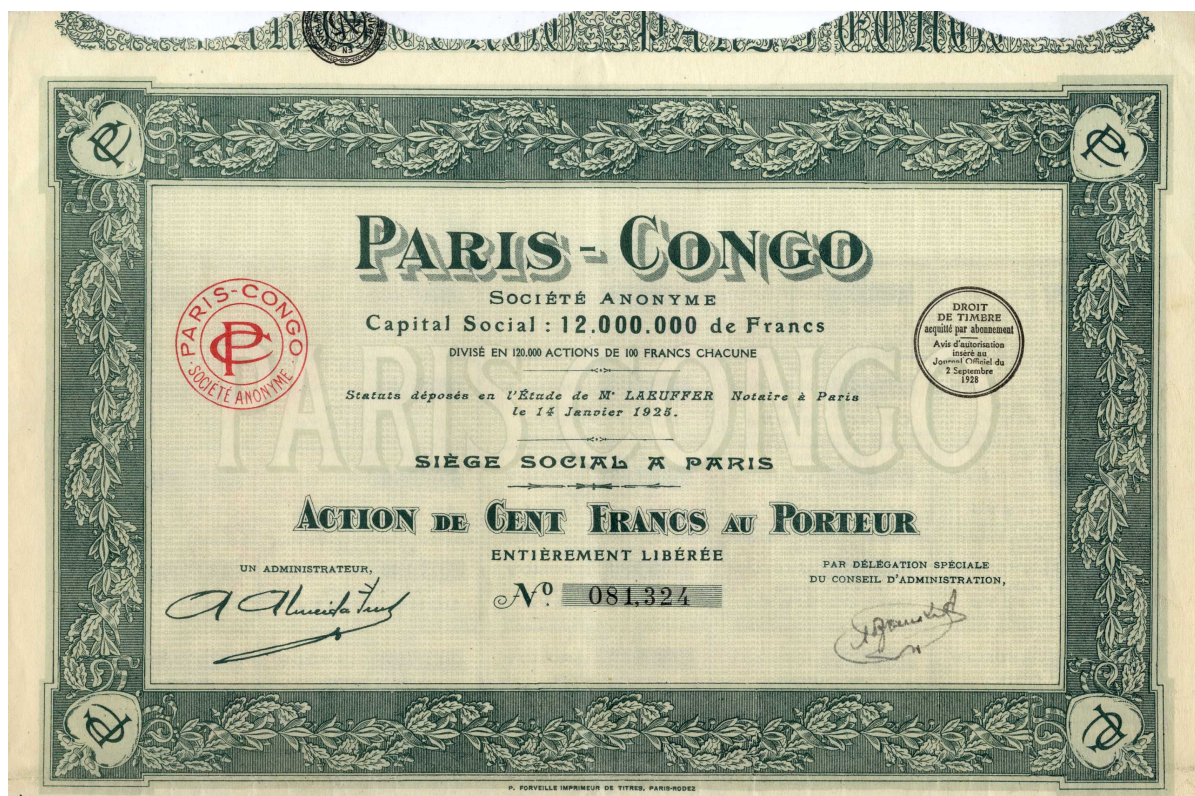 PARIS-CONGO
SOCIÉTÉ ANONYME
Capital Social : 12.000.000 de Francs
DIVISÉ EN 120.000 ACTIONS DE 100 FRANCS CHACUNE
Statuts déposés en l'Étude de Me LAEUFFER Notaire à Paris
le 14 Janvier 1925.
SIÈGE SOCIAL A PARIS
ACTION DE CENT FRANCS AU PORTEUR
ENTIÈREMENT LIBÉRÉE
No. 081,324
PARIS-CONGO
SOCIÉTÉ ANONYME
PC
DROIT
DE TIMBRE
acquitté par abonnement
Avis d'autorisation
inséré au
Journal Officiel du
2 Septembre
1928
PARIS-CONGO
UN ADMINISTRATEUR,
PAR DÉLÉGATION SPÉCIALE
DU CONSEIL D'ADMINISTRATION,
PC
PC
PC
PC
P. FORVEILLE IMPRIMEUR DE TITRES, PARIS-RODEZ